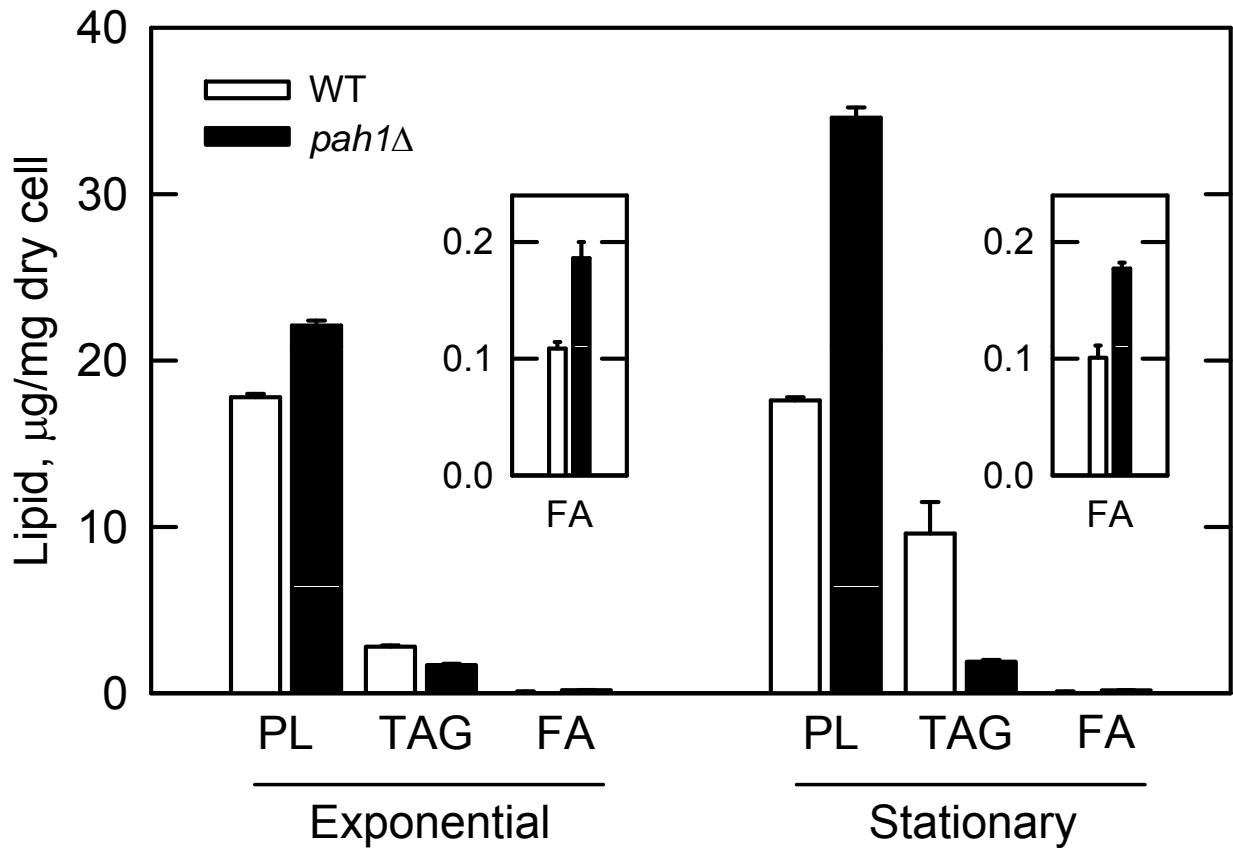 Lipid, μg/mg dry cell
40
30
20
10
0
WT
pah1Δ
0.2
0.1
0.0
FA
0.2
0.1
0.0
FA
PL TAG FA PL TAG FA
Exponential Stationary